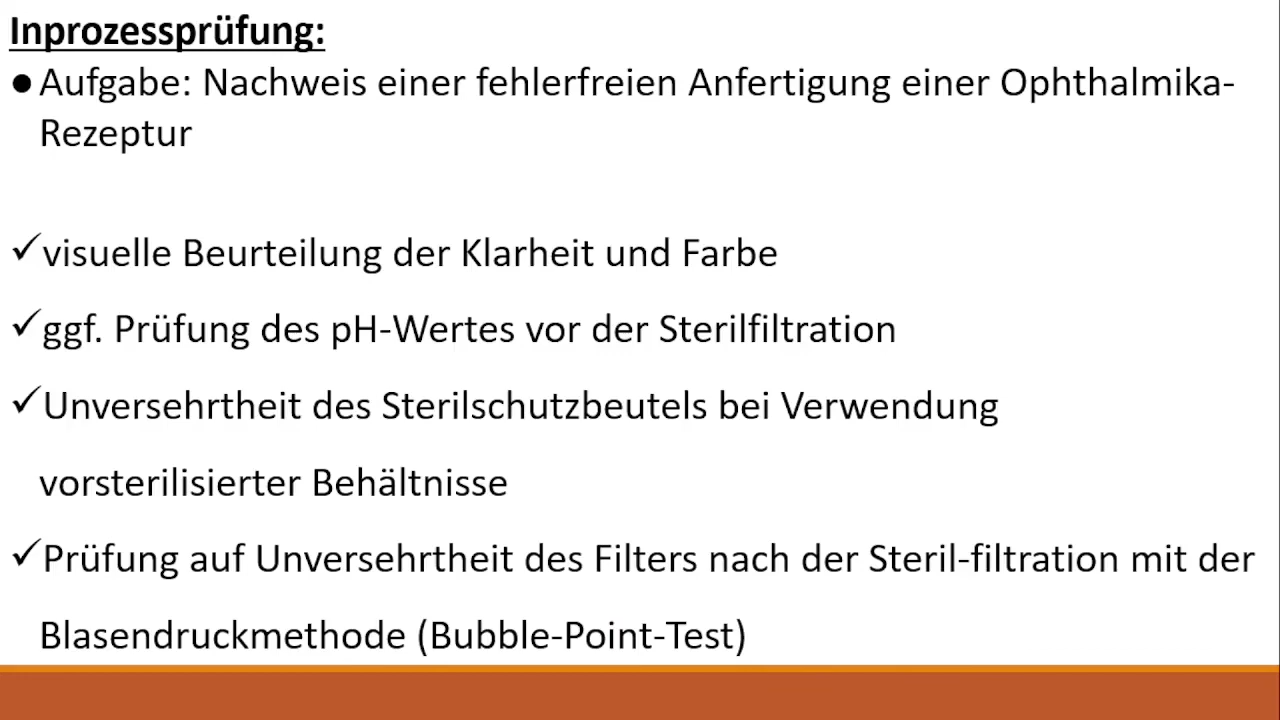 Inprozessprüfung:
● Aufgabe: Nachweis einer fehlerfreien Anfertigung einer Ophthalmika-
Rezeptur
✓ visuelle Beurteilung der Klarheit und Farbe
✓ ggf. Prüfung des pH-Wertes vor der Sterilfiltration
✓ Unversehrtheit des Sterilschutzbeutels bei Verwendung
vorsterilisierter Behältnisse
✓ Prüfung auf Unversehrtheit des Filters nach der Steril-filtration mit der
Blasendruckmethode (Bubble-Point-Test)